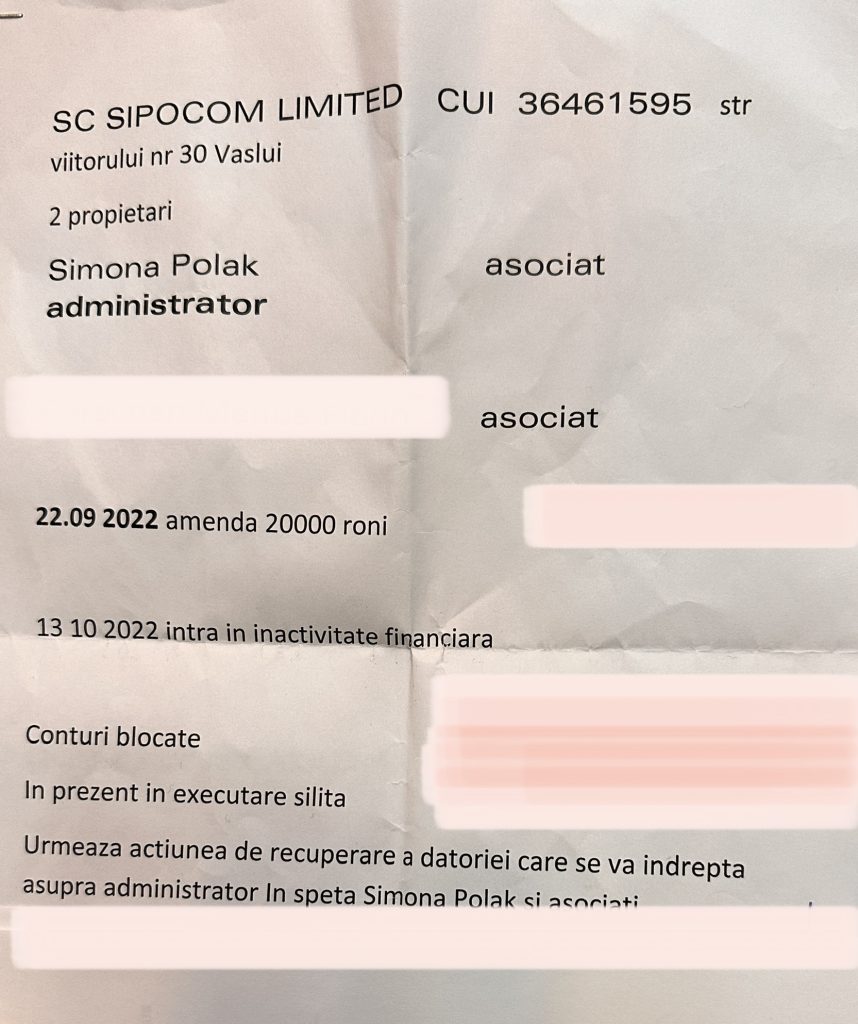 SC SIPOCOM LIMITED CUI 36461595 str
viitorului nr 30 Vaslui
2 propietari
Simona Polak asociat
administrator
asociat
22.09 2022 amenda 20000 roni
13 10 2022 intra in inactivitate financiara
Conturi blocate
In prezent in executare silita
Urmeaza actiunea de recuperare a datoriei care se va indrepta
asupra administrator In speta Simona Polak si asociati